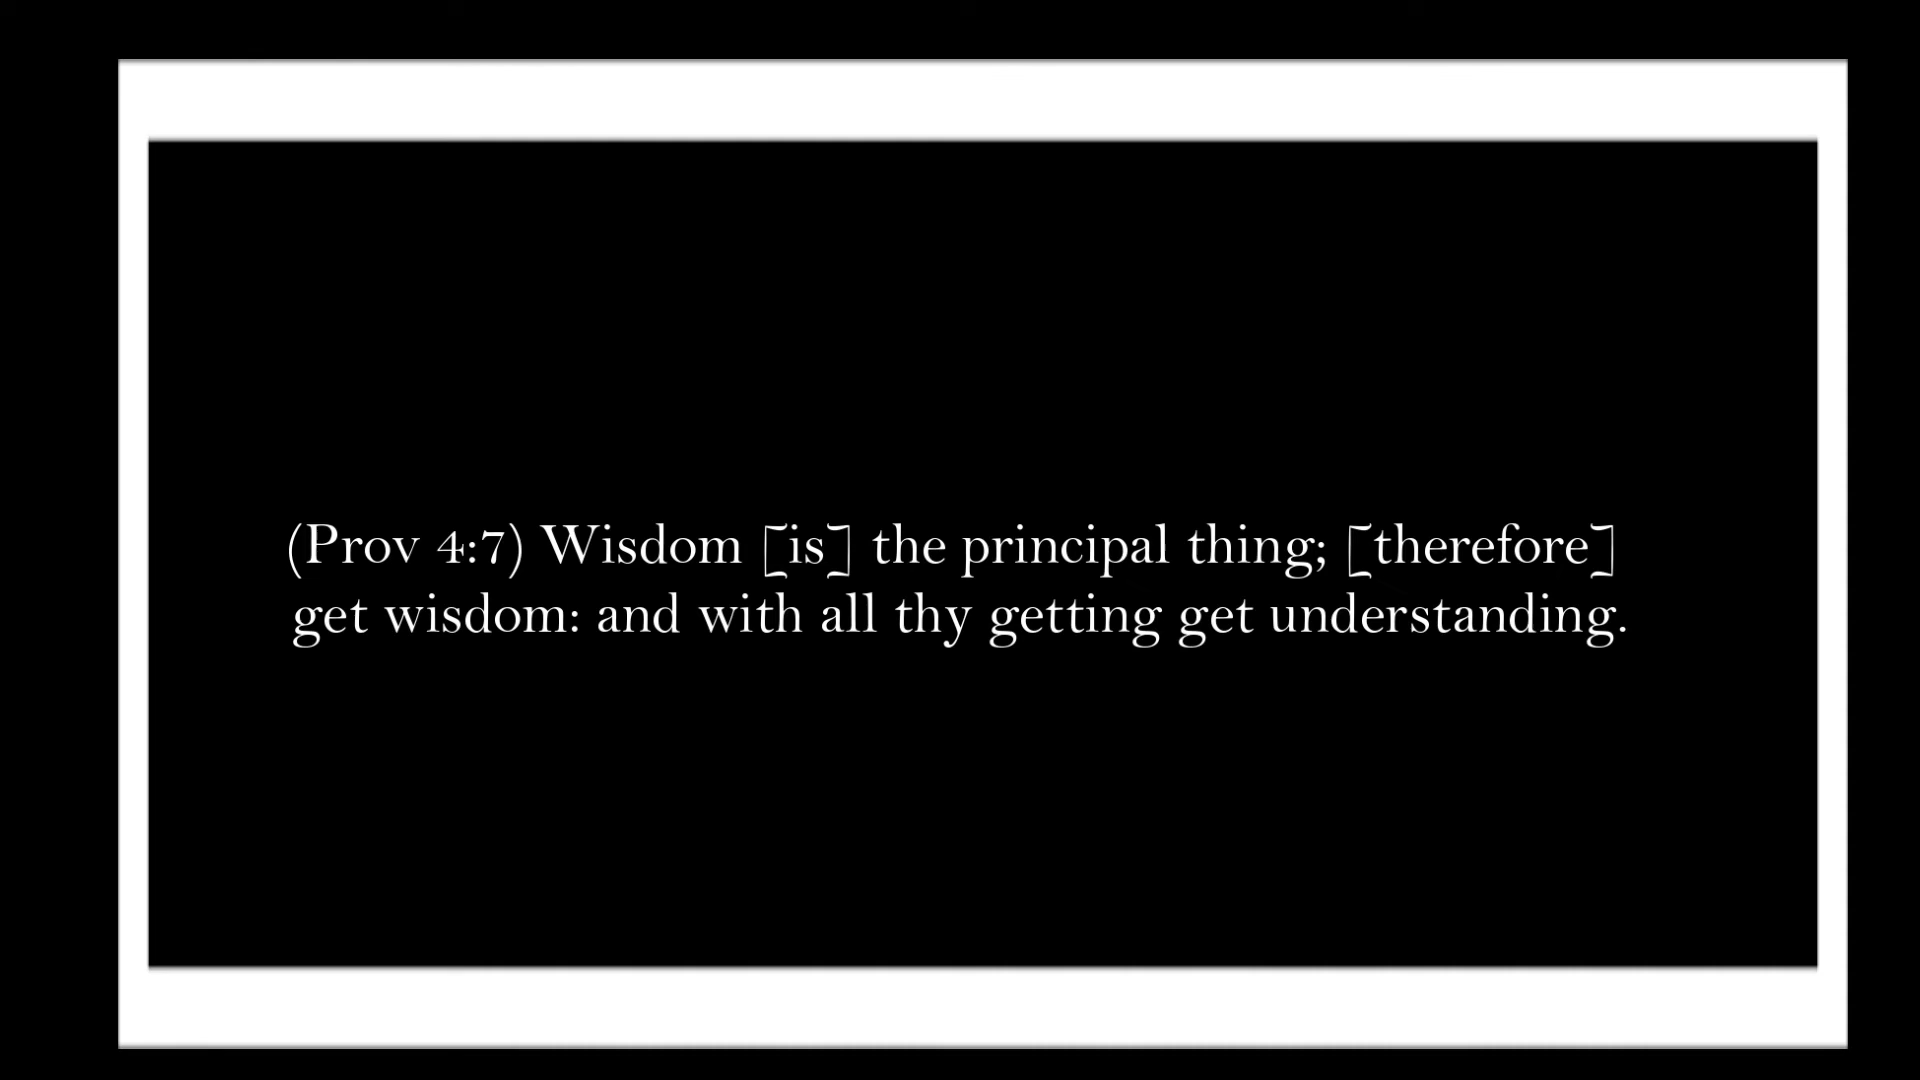 (Prov 4:7) Wisdom [is] the principal thing; [therefore]
get wisdom: and with all thy getting get understanding.